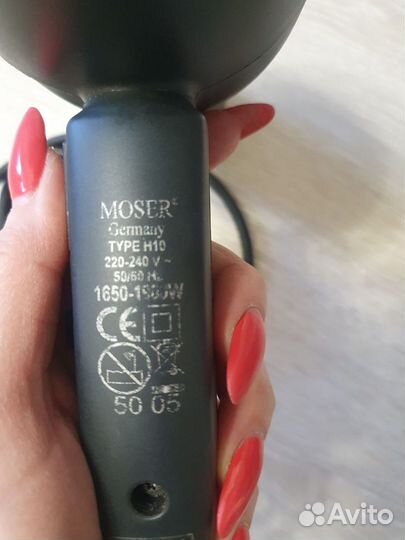 MOSER
Germany
TYPE H10
220-240 V ~
50/60 Hz
CE
50 05
Avito